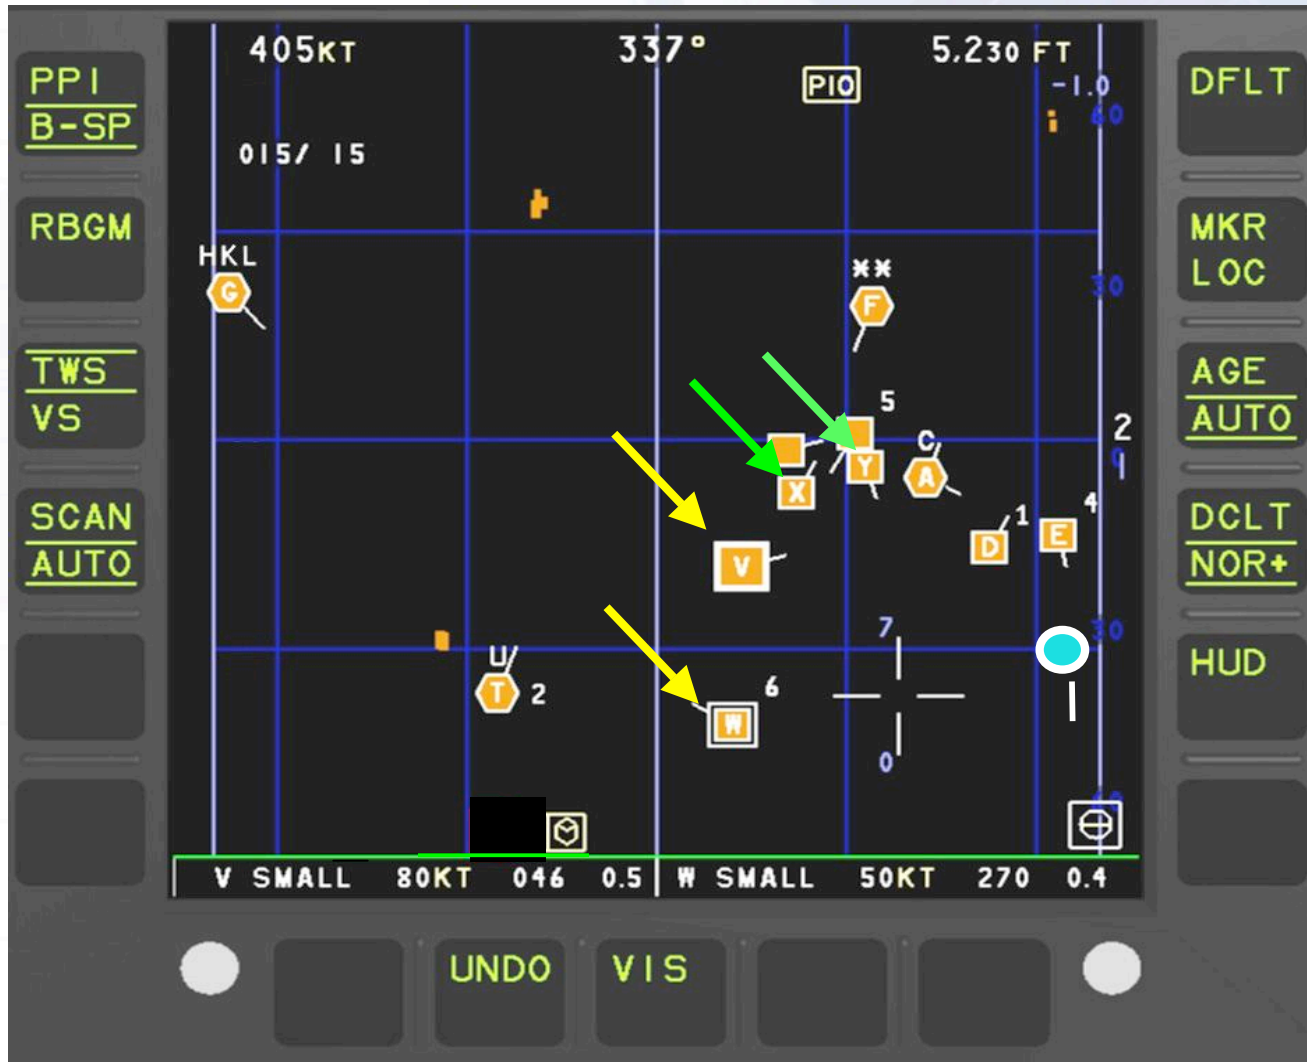 405KT 337° 5,230 FT
PPI
B-SP
PIO
-1.0
DFLT
60
015/ 15
RBGM
MKR
LOC
HKL
G
**
F
30
TWS
VS
AGE
AUTO
5
C
2
0
Y
A
X
4
1
SCAN
AUTO
D
E
DCLT
NOR+
V
7
30
U
T 2
6
W
HUD
0
60
V SMALL 80KT 046 0.5 W SMALL 50KT 270 0.4
UNDO VIS